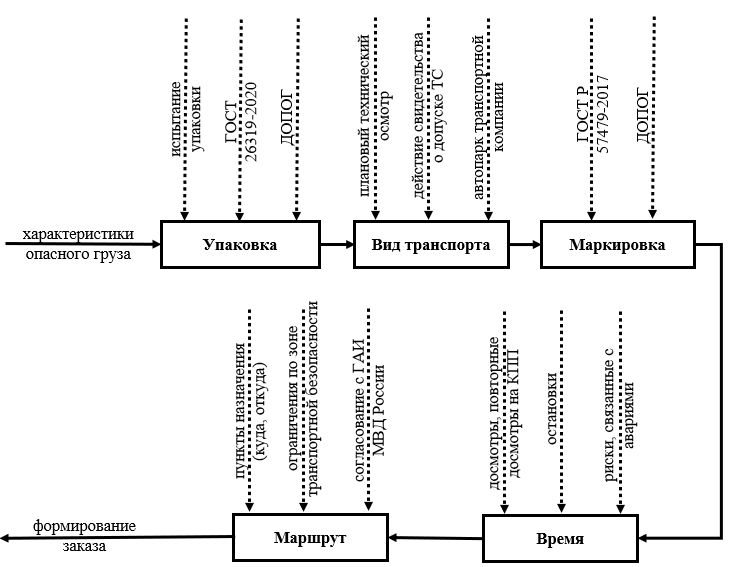 испытание
упаковки
ГОСТ
26319-2020
ДОПОГ
плановый технический
осмотр
действие свидетельства
о допуске ТС
автопарк транспортной
компании
ГОСТ Р
57479-2017
ДОПОГ
характеристики
опасного груза
Упаковка
Вид транспорта
Маркировка
пункты назначения
(куда, откуда)
ограничения по зоне
транспортной безопасности
согласование с ГАИ
МВД России
досмотры, повторные
досмотры на КПП
остановки
риски, связанные с
авариями
формирование
заказа
Маршрут
Время